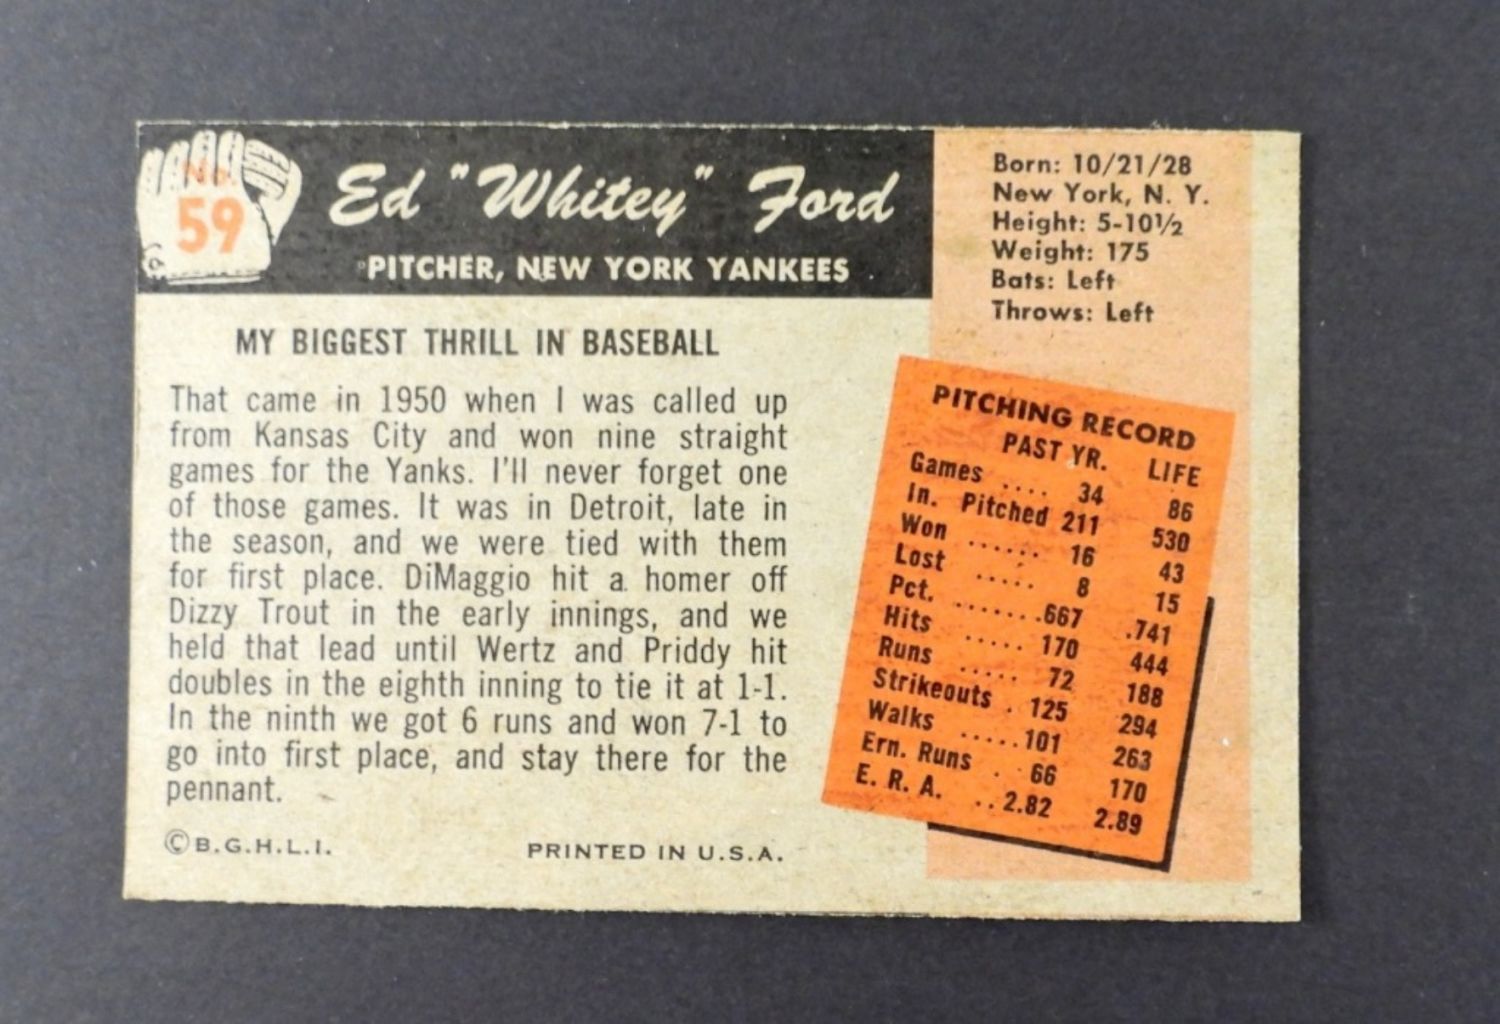 No.
59
Ed "Whitey" Ford
PITCHER, NEW YORK YANKEES
Born: 10/21/28
New York, N. Y.
Height: 5-10½
Weight: 175
Bats: Left
Throws: Left
MY BIGGEST THRILL IN BASEBALL
That came in 1950 when I was called up
from Kansas City and won nine straight
games for the Yanks. I'll never forget one
of those games. It was in Detroit, late in
the season, and we were tied with them
for first place. DiMaggio hit a homer off
Dizzy Trout in the early innings, and we
held that lead until Wertz and Priddy hit
doubles in the eighth inning to tie it at 1-1.
In the ninth we got 6 runs and won 7-1 to
go into first place, and stay there for the
pennant.
©B.G.H.L.I.
PRINTED IN U.S.A.
PITCHING RECORD
PAST YR. LIFE
Games .... 34 86
In. Pitched 211 530
Won ...... 16 43
Lost ..... 8 15
Pct. .......667 .741
Hits ..... 170 444
Runs ..... 72 188
Strikeouts . 125 294
Walks .....101 263
Ern. Runs . 66 170
E. R. A. ..2.82 2.89